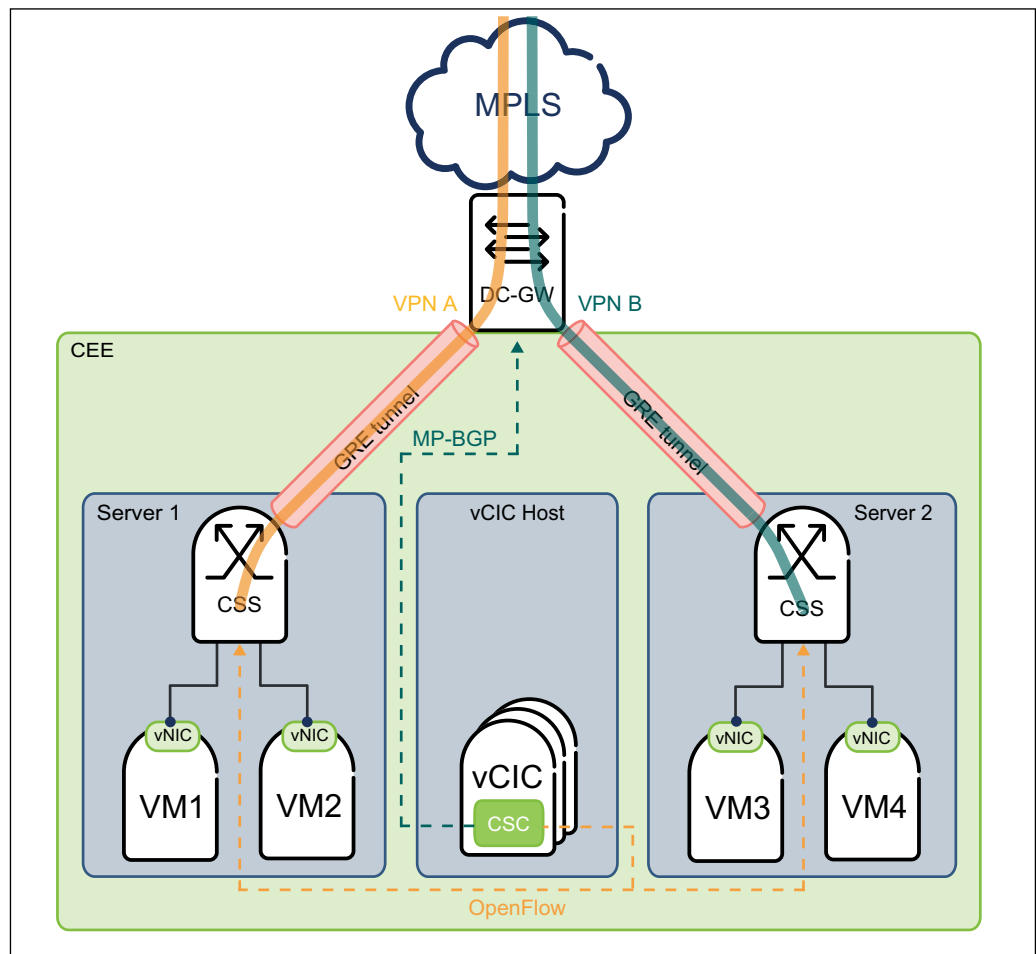 MPLS
DC-GW
VPN A
VPN B
CEE
GRE tunnel
GRE tunnel
MP-BGP
Server 1
vCIC Host
Server 2
CSS
CSS
vNIC
vNIC
vNIC
vNIC
VM1
VM2
vCIC
VM3
VM4
CSC
OpenFlow